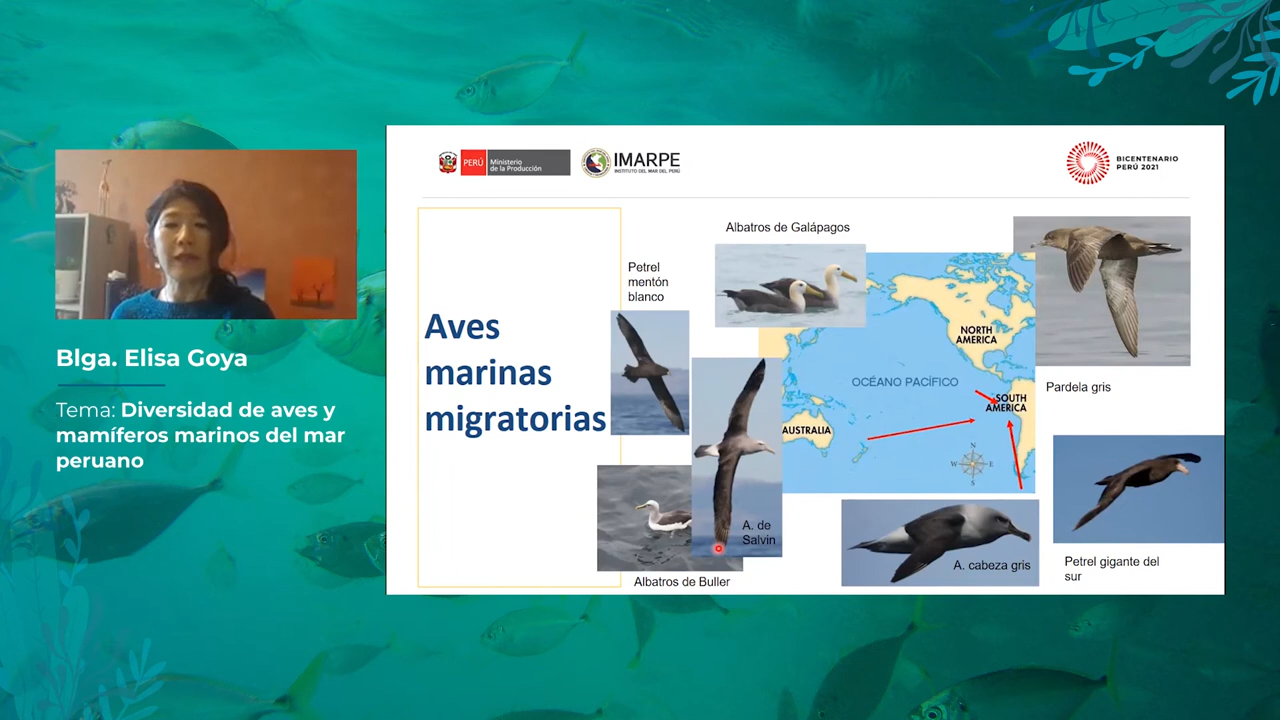 PERÚ
Ministerio
de la Producción
IMARPE
INSTITUTO DEL MAR DEL PERÚ
BICENTENARIO
PERÚ 2021
Blga. Elisa Goya
Tema: Diversidad de aves y
mamíferos marinos del mar
peruano
Aves
marinas
migratorias
Albatros de Galápagos
Petrel
mentón
blanco
NORTH
AMERICA
OCÉANO PACÍFICO
SOUTH
AMERICA
AUSTRALIA
N
W
E
S
Pardela gris
A. de
Salvin
Albatros de Buller
A. cabeza gris
Petrel gigante del
sur